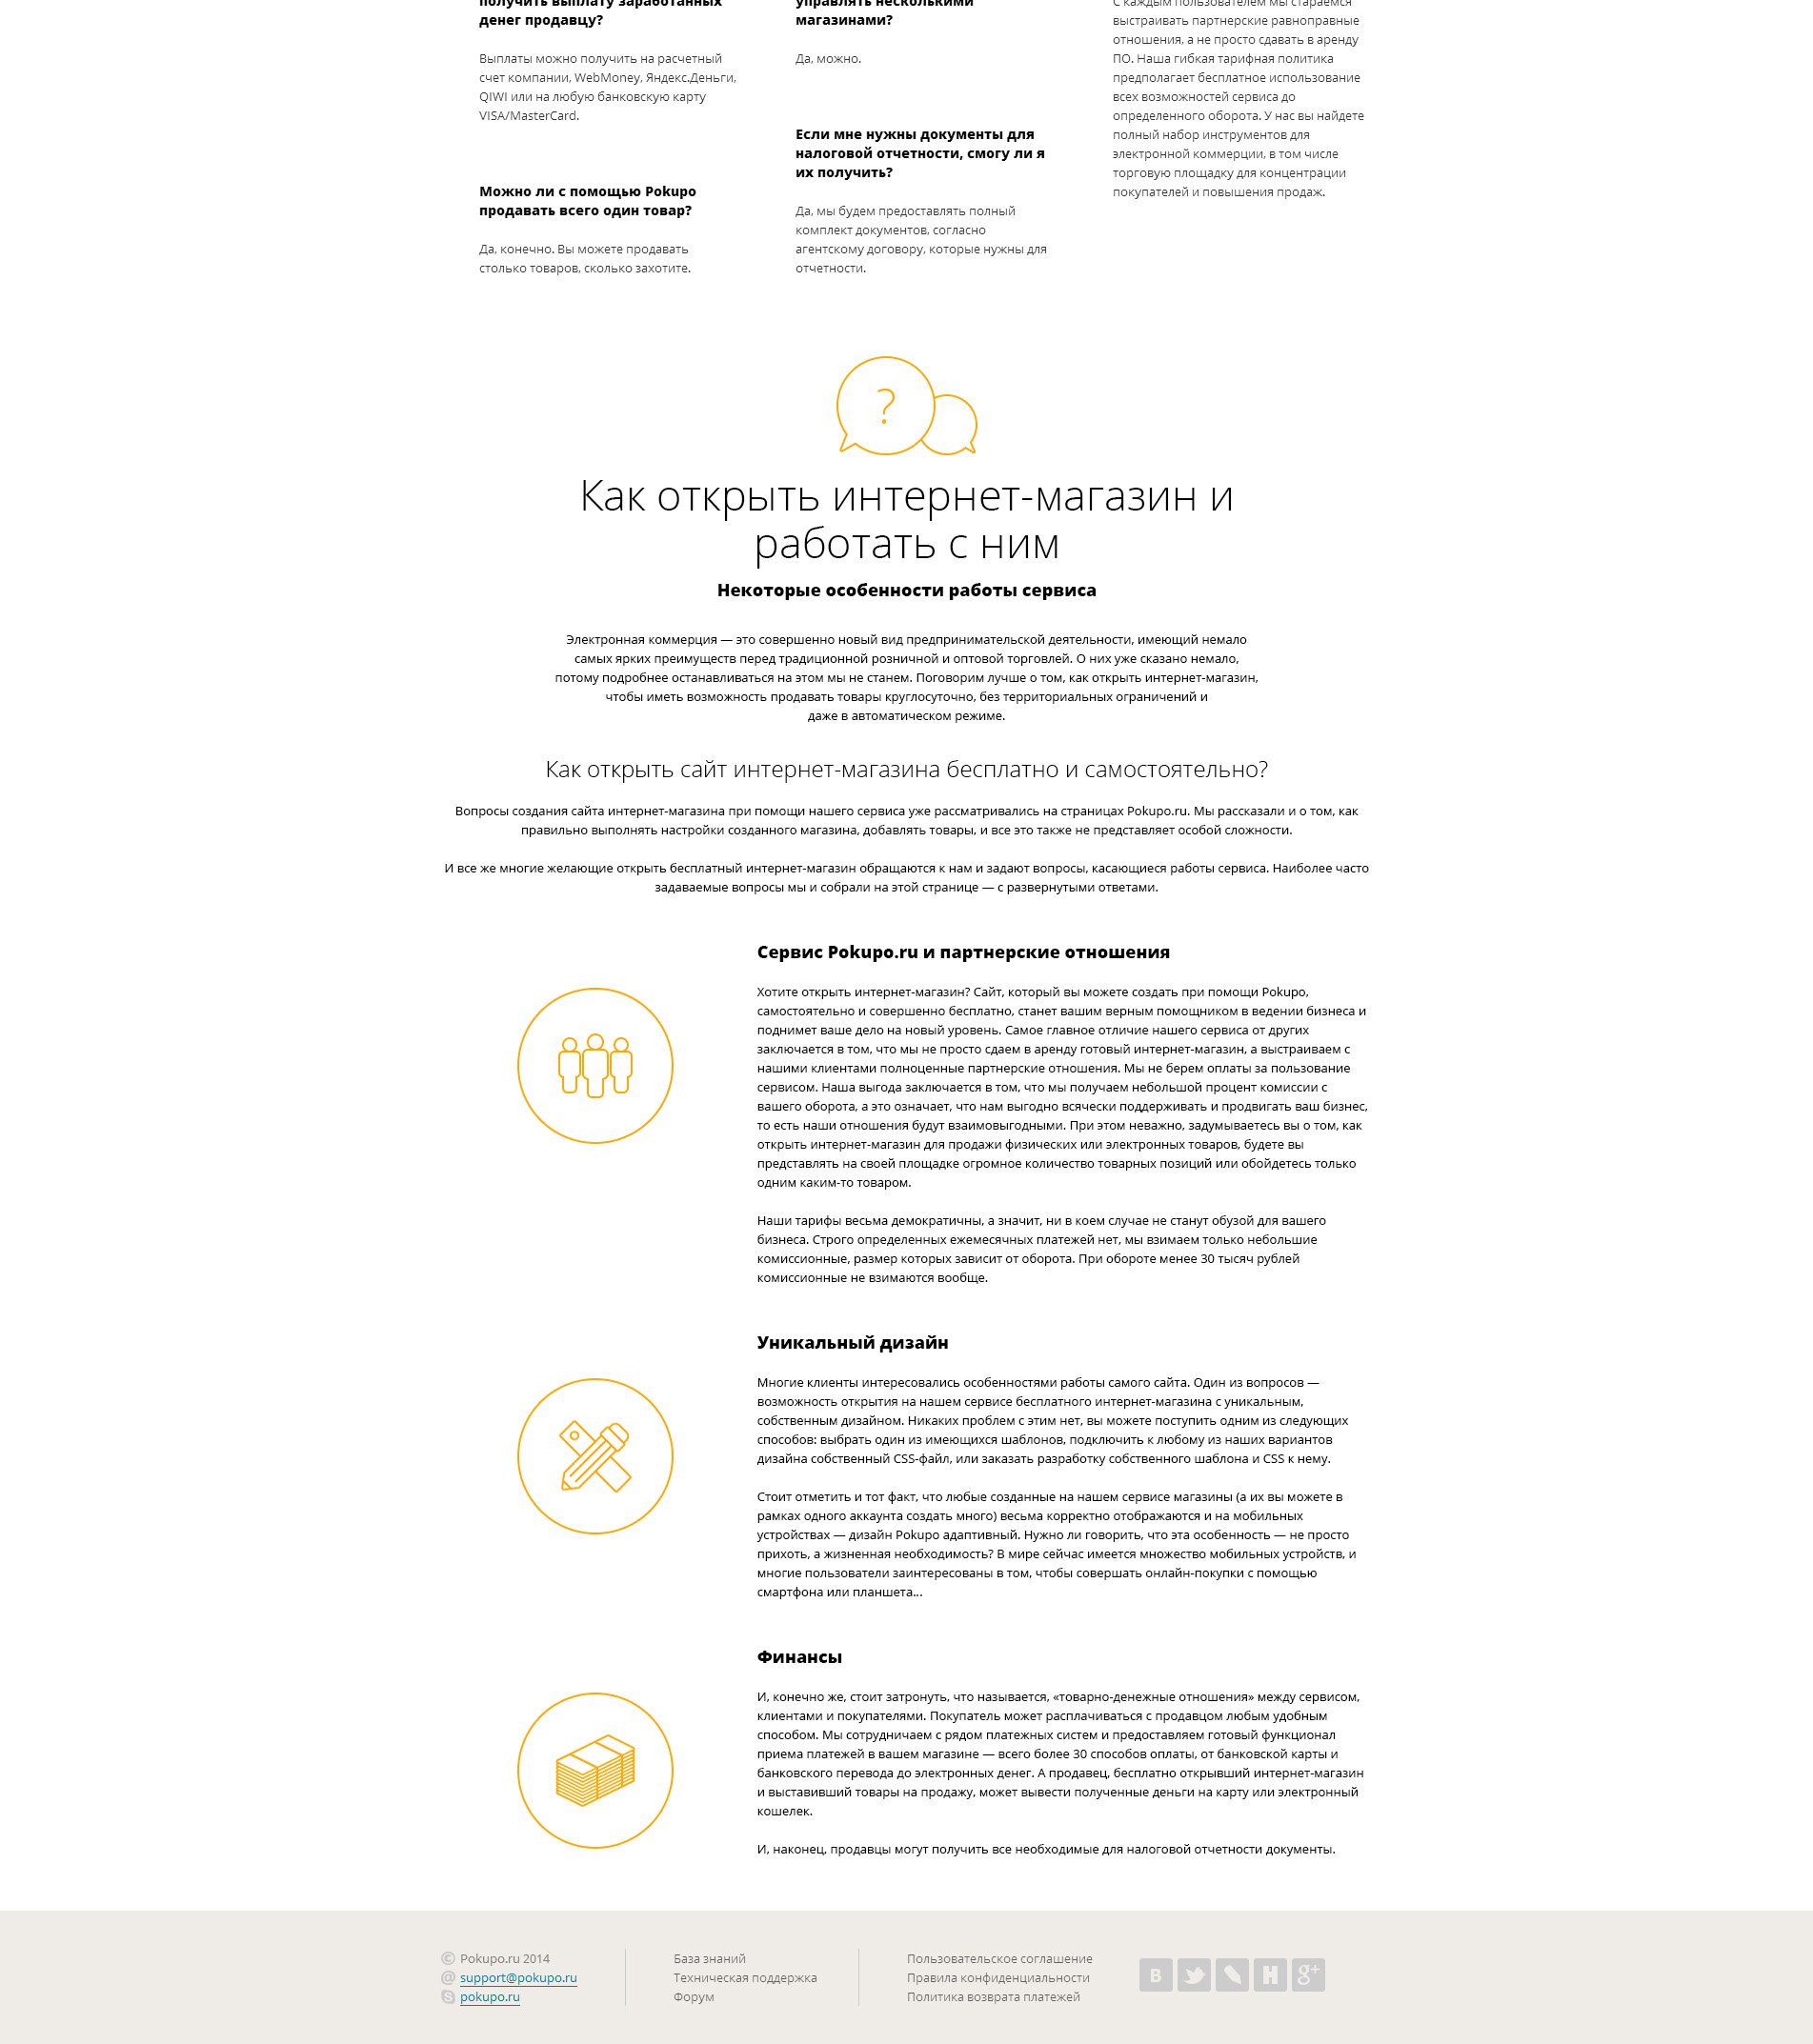 получить выплату заработанных
денег продавцу?
Выплаты можно получить на расчетный
счет компании, WebMoney, Яндекс.Деньги,
QIWI или на любую банковскую карту
VISA/MasterCard.
Можно ли с помощью Pokupo
продавать всего один товар?
Да, конечно. Вы можете продавать
столько товаров, сколько захотите.
управлять несколькими
магазинами?
Да, можно.
Если мне нужны документы для
налоговой отчетности, смогу ли я
их получить?
Да, мы будем предоставлять полный
комплект документов, согласно
агентскому договору, которые нужны для
отчетности.
С каждым пользователем мы стараемся
выстраивать партнерские равноправные
отношения, а не просто сдавать в аренду
ПО. Наша гибкая тарифная политика
предполагает бесплатное использование
всех возможностей сервиса до
определенного оборота. У нас вы найдете
полный набор инструментов для
электронной коммерции, в том числе
торговую площадку для концентрации
покупателей и повышения продаж.
?
Как открыть интернет-магазин и
работать с ним
Некоторые особенности работы сервиса
Электронная коммерция — это совершенно новый вид предпринимательской деятельности, имеющий немало
самых ярких преимуществ перед традиционной розничной и оптовой торговлей. О них уже сказано немало,
потому подробнее останавливаться на этом мы не станем. Поговорим лучше о том, как открыть интернет-магазин,
чтобы иметь возможность продавать товары круглосуточно, без территориальных ограничений и
даже в автоматическом режиме.
Как открыть сайт интернет-магазина бесплатно и самостоятельно?
Вопросы создания сайта интернет-магазина при помощи нашего сервиса уже рассматривались на страницах Pokupo.ru. Мы рассказали и о том, как
правильно выполнять настройки созданного магазина, добавлять товары, и все это также не представляет особой сложности.
И все же многие желающие открыть бесплатный интернет-магазин обращаются к нам и задают вопросы, касающиеся работы сервиса. Наиболее часто
задаваемые вопросы мы и собрали на этой странице — с развернутыми ответами.
Сервис Pokupo.ru и партнерские отношения
Хотите открыть интернет-магазин? Сайт, который вы можете создать при помощи Pokupo,
самостоятельно и совершенно бесплатно, станет вашим верным помощником в ведении бизнеса и
поднимет ваше дело на новый уровень. Самое главное отличие нашего сервиса от других
заключается в том, что мы не просто сдаем в аренду готовый интернет-магазин, а выстраиваем с
нашими клиентами полноценные партнерские отношения. Мы не берем оплаты за пользование
сервисом. Наша выгода заключается в том, что мы получаем небольшой процент комиссии с
вашего оборота, а это означает, что нам выгодно всячески поддерживать и продвигать ваш бизнес,
то есть наши отношения будут взаимовыгодными. При этом неважно, задумываетесь вы о том, как
открыть интернет-магазин для продажи физических или электронных товаров, будете вы
представлять на своей площадке огромное количество товарных позиций или обойдетесь только
одним каким-то товаром.
Наши тарифы весьма демократичны, а значит, ни в коем случае не станут обузой для вашего
бизнеса. Строго определенных ежемесячных платежей нет, мы взимаем только небольшие
комиссионные, размер которых зависит от оборота. При обороте менее 30 тысяч рублей
комиссионные не взимаются вообще.
Уникальный дизайн
Многие клиенты интересовались особенностями работы самого сайта. Один из вопросов —
возможность открытия на нашем сервисе бесплатного интернет-магазина с уникальным,
собственным дизайном. Никаких проблем с этим нет, вы можете поступить одним из следующих
способов: выбрать один из имеющихся шаблонов, подключить к любому из наших вариантов
дизайна собственный CSS-файл, или заказать разработку собственного шаблона и CSS к нему.
Стоит отметить и тот факт, что любые созданные на нашем сервисе магазины (а их вы можете в
рамках одного аккаунта создать много) весьма корректно отображаются и на мобильных
устройствах — дизайн Pokupo адаптивный. Нужно ли говорить, что эта особенность — не просто
прихоть, а жизненная необходимость? В мире сейчас имеется множество мобильных устройств, и
многие пользователи заинтересованы в том, чтобы совершать онлайн-покупки с помощью
смартфона или планшета...
Финансы
И, конечно же, стоит затронуть, что называется, «товарно-денежные отношения» между сервисом,
клиентами и покупателями. Покупатель может расплачиваться с продавцом любым удобным
способом. Мы сотрудничаем с рядом платежных систем и предоставляем готовый функционал
приема платежей в вашем магазине — всего более 30 способов оплаты, от банковской карты и
банковского перевода до электронных денег. А продавец, бесплатно открывший интернет-магазин
и выставивший товары на продажу, может вывести полученные деньги на карту или электронный
кошелек.
И, наконец, продавцы могут получить все необходимые для налоговой отчетности документы.
© Pokupo.ru 2014
@ support@pokupo.ru
pokupo.ru
База знаний
Техническая поддержка
Форум
Пользовательское соглашение
Правила конфиденциальности
Политика возврата платежей
B
H
g+